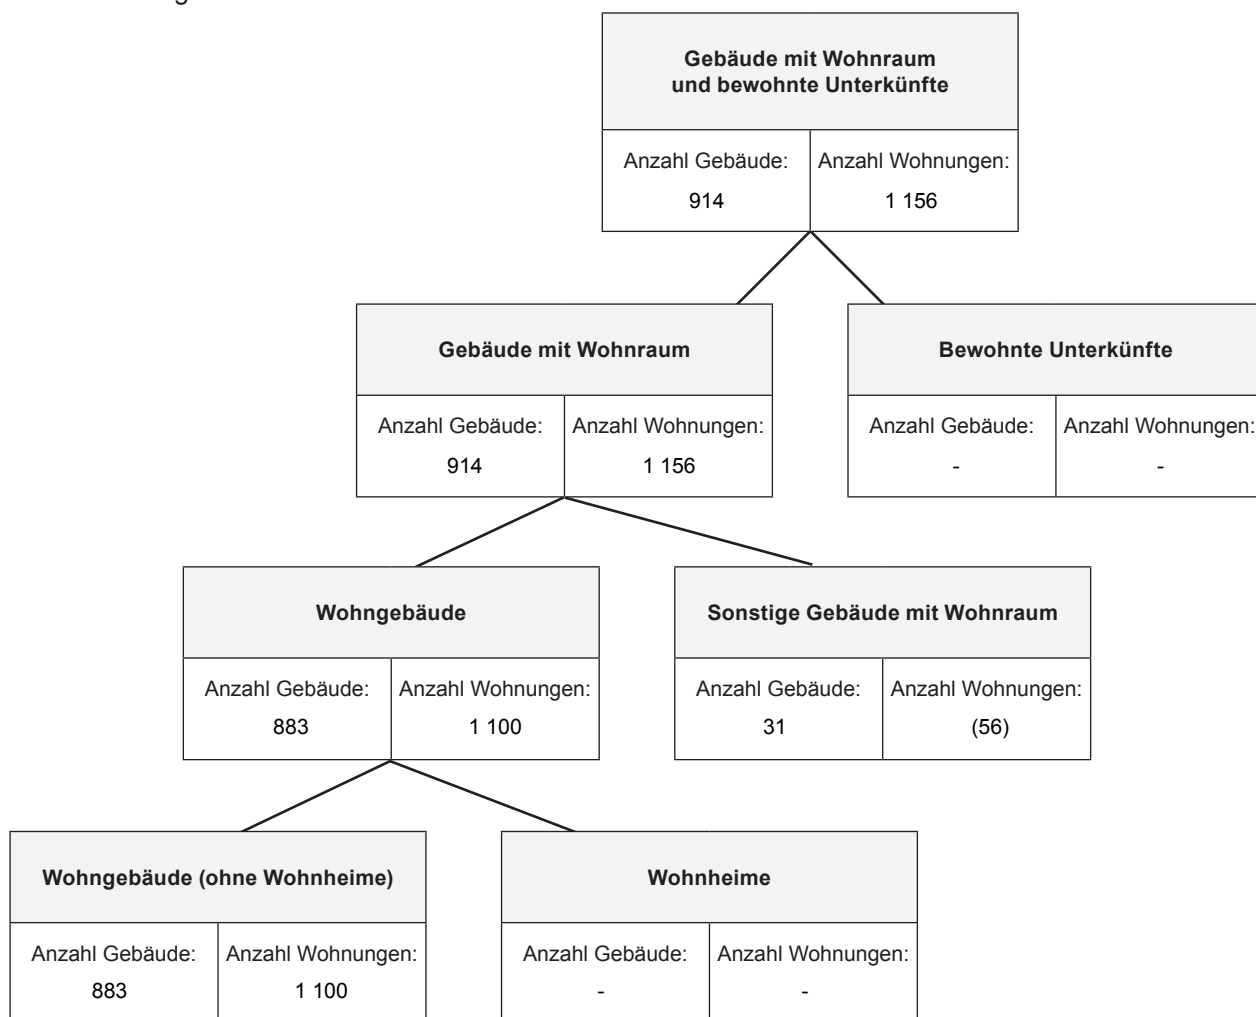 Gebäude mit Wohnraum
und bewohnte Unterkünfte
Anzahl Gebäude: Anzahl Wohnungen:
914 1 156
Gebäude mit Wohnraum Bewohnte Unterkünfte
Anzahl Gebäude: Anzahl Wohnungen: Anzahl Gebäude: Anzahl Wohnungen:
914 1 156 - -
Wohngebäude Sonstige Gebäude mit Wohnraum
Anzahl Gebäude: Anzahl Wohnungen: Anzahl Gebäude: Anzahl Wohnungen:
883 1 100 31 (56)
Wohngebäude (ohne Wohnheime) Wohnheime
Anzahl Gebäude: Anzahl Wohnungen: Anzahl Gebäude: Anzahl Wohnungen:
883 1 100 - -